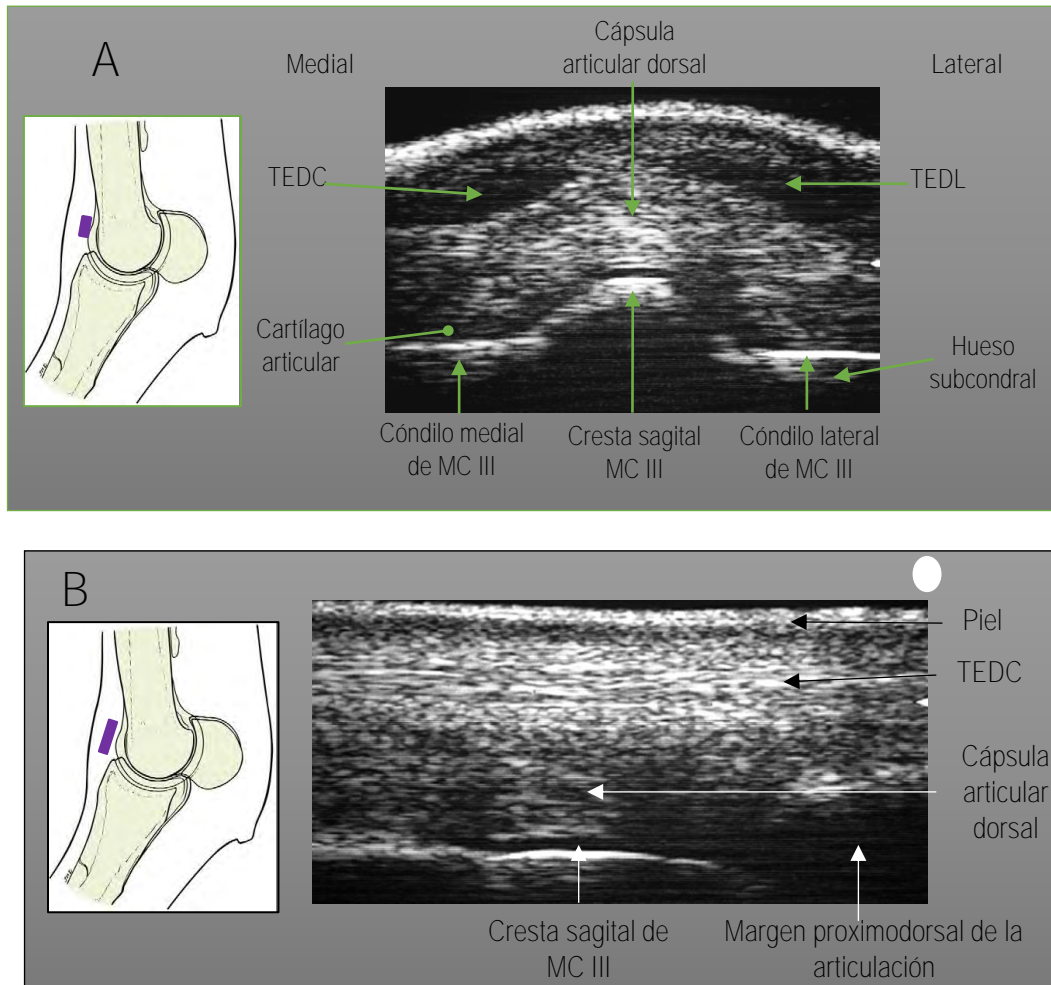 A
Medial
Cápsula
articular dorsal
Lateral
TEDC
TEDL
Cartílago
articular
Hueso
subcondral
Cóndilo medial
de MC III
Cresta sagital
MC III
Cóndilo lateral
de MC III
B
Piel
TEDC
Cápsula
articular
dorsal
Cresta sagital de
MC III
Margen proximodorsal de la
articulación